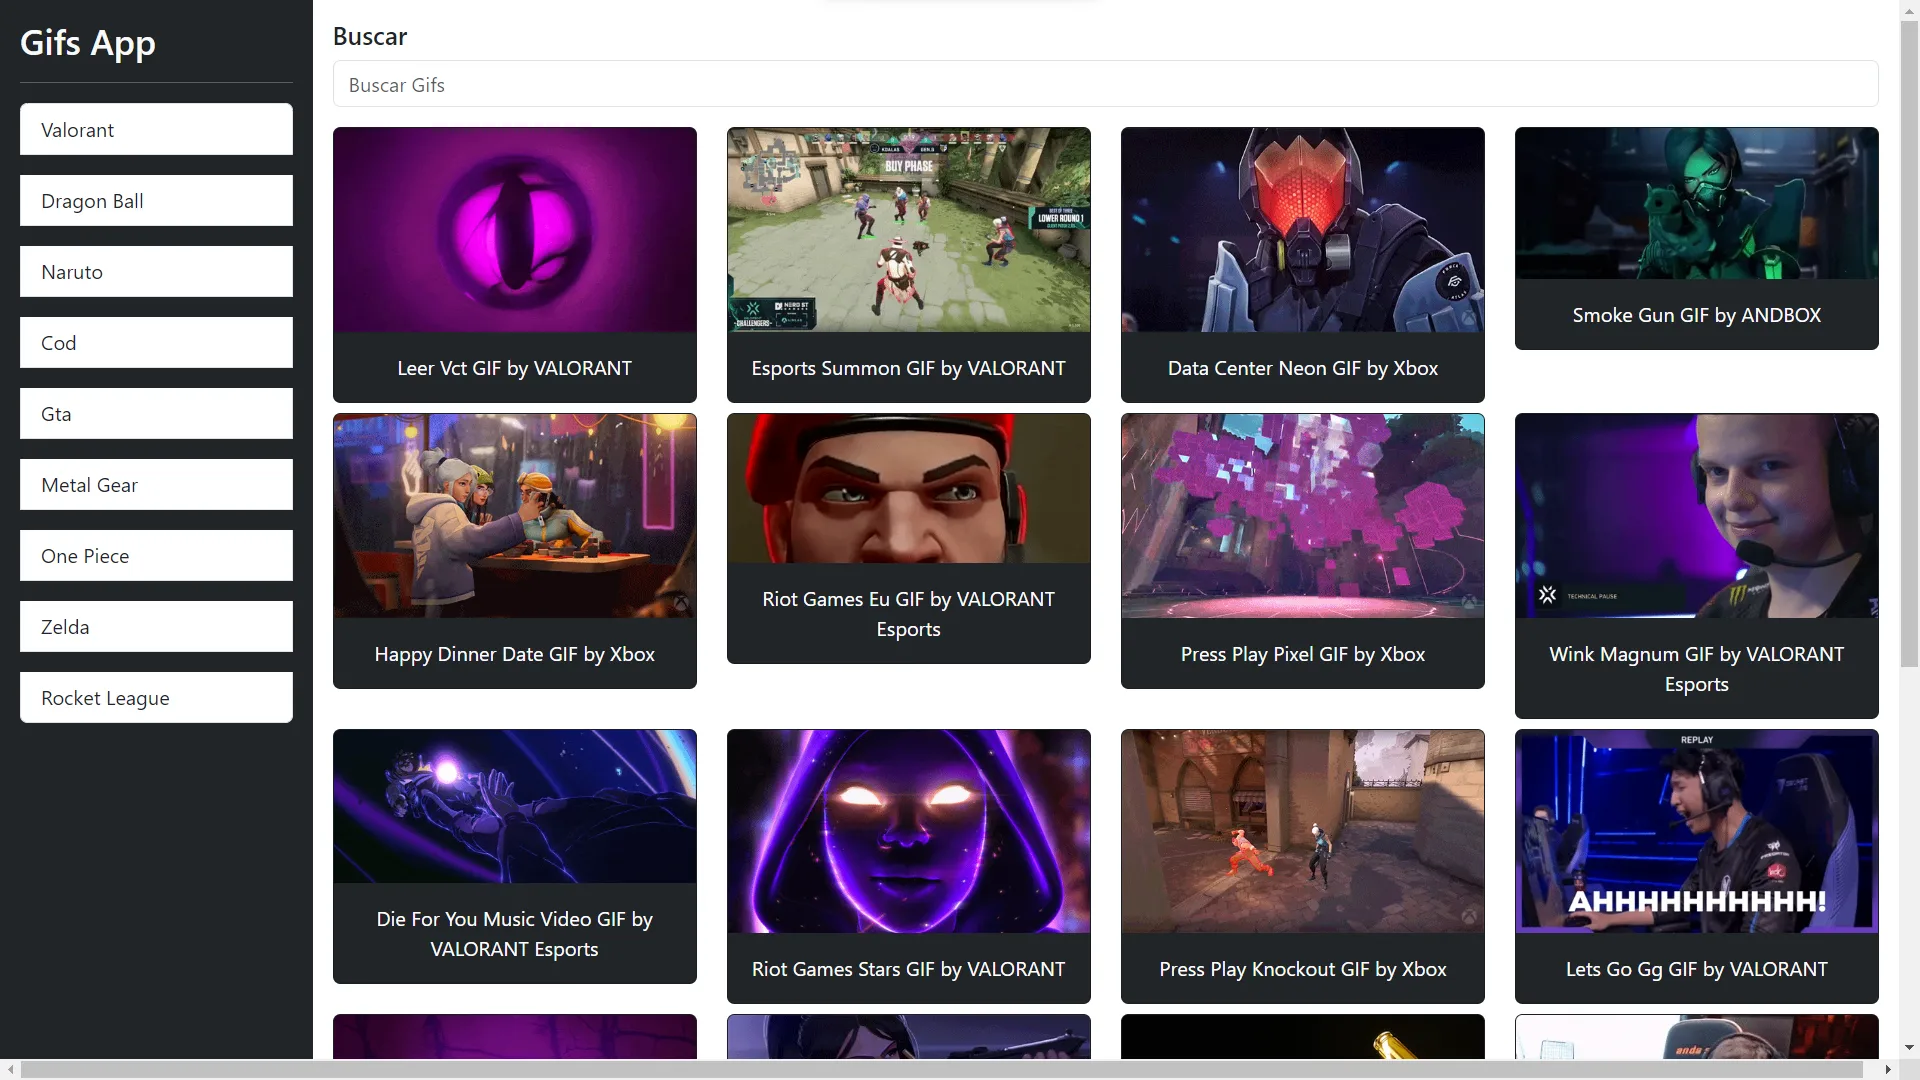 Gifs App
Valorant
Dragon Ball
Naruto
Cod
Gta
Metal Gear
One Piece
Zelda
Rocket League
Buscar
Buscar Gifs
KOALAS
GEN.G
BUY PHASE
LOWER ROUND 1
CHALLENGERS
NERD ST
Leer Vct GIF by VALORANT
Esports Summon GIF by VALORANT
Data Center Neon GIF by Xbox
Smoke Gun GIF by ANDBOX
Happy Dinner Date GIF by Xbox
Riot Games Eu GIF by VALORANT
Esports
Press Play Pixel GIF by Xbox
TECHNICAL PAUSE
Wink Magnum GIF by VALORANT
Esports
Die For You Music Video GIF by
VALORANT Esports
Riot Games Stars GIF by VALORANT
Press Play Knockout GIF by Xbox
REPLAY
AHHHHHHHHHHH!
Lets Go Gg GIF by VALORANT